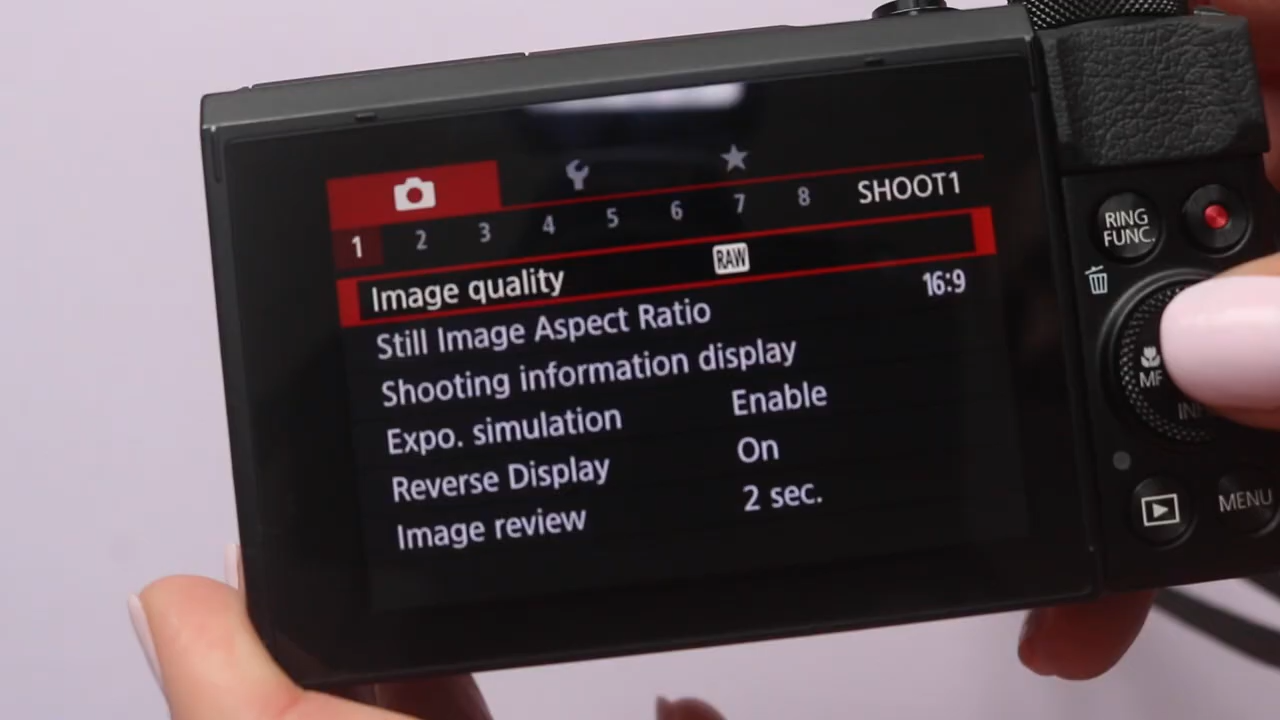 SHOOT1
1 2 3 4 5 6 7 8
Image quality RAW
Still Image Aspect Ratio 16:9
Shooting information display
Expo. simulation Enable
Reverse Display On
Image review 2 sec.
RING
FUNC.
MF
MENU